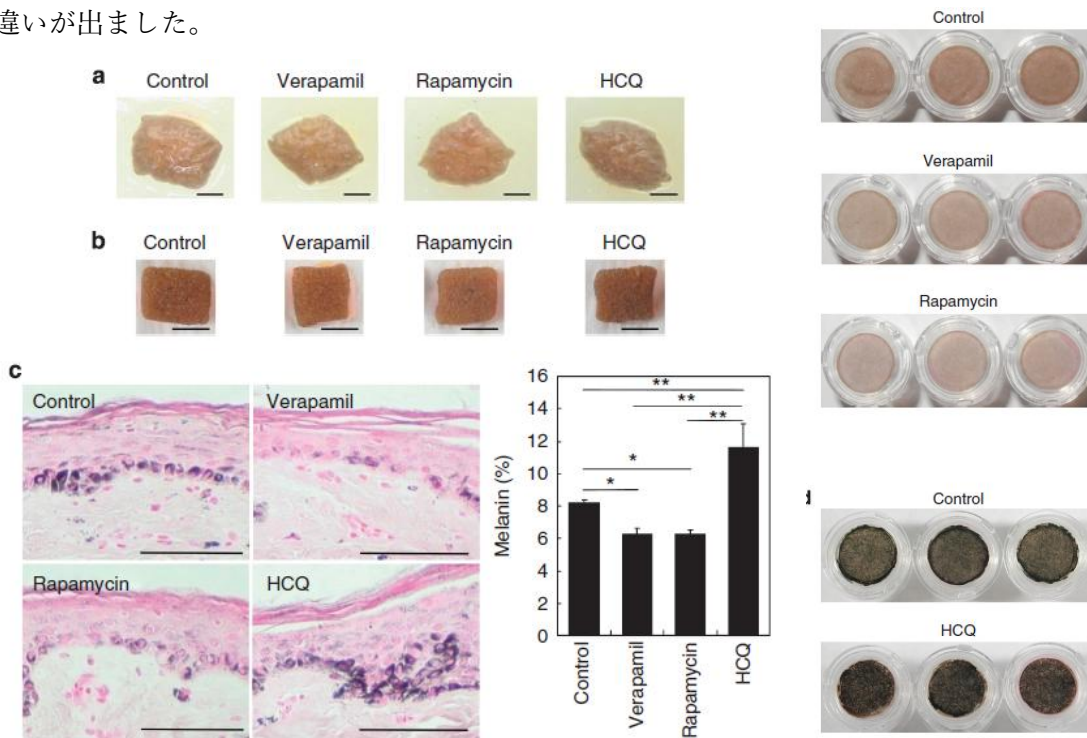 違いが出ました。
a
Control Verapamil Rapamycin HCQ
b
Control Verapamil Rapamycin HCQ
c
Control Verapamil
Rapamycin HCQ
Melanin (%)
16
14
12
10
8
6
4
2
0
**
**
**
*
*
Control
Verapamil
Rapamycin
HCQ
Control
Verapamil
Rapamycin
d
Control
HCQ